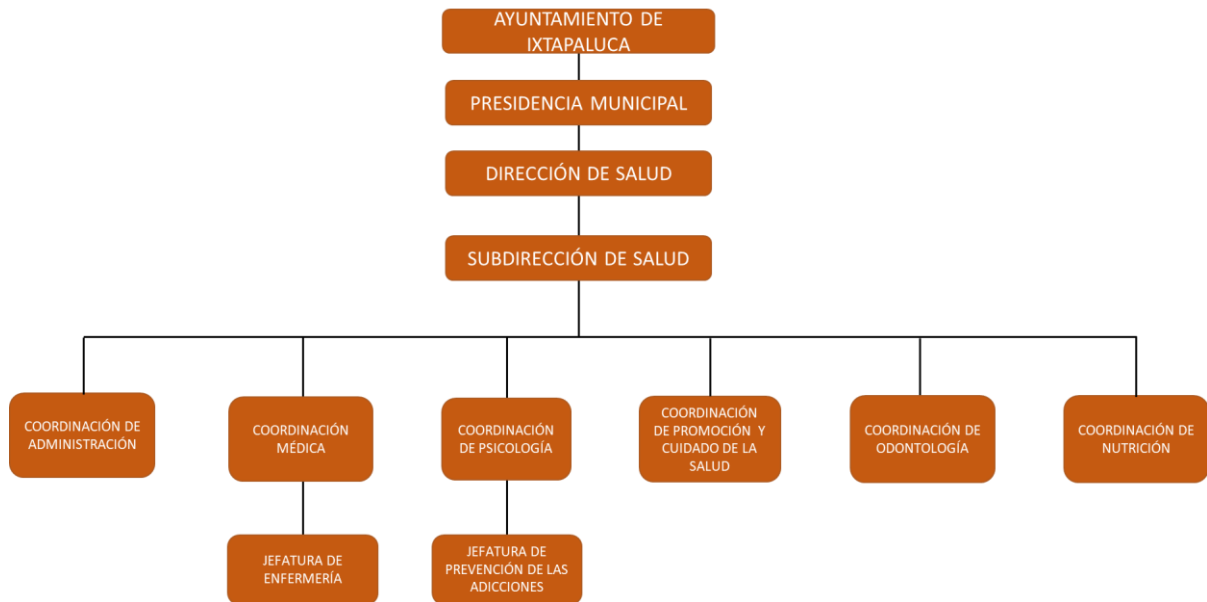 AYUNTAMIENTO DE
IXTAPALUCA
PRESIDENCIA MUNICIPAL
DIRECCIÓN DE SALUD
SUBDIRECCIÓN DE SALUD
COORDINACIÓN DE
ADMINISTRACIÓN
COORDINACIÓN
MÉDICA
COORDINACIÓN
DE PSICOLOGÍA
COORDINACIÓN
DE PROMOCIÓN Y
CUIDADO DE LA
SALUD
COORDINACIÓN DE
ODONTOLOGÍA
COORDINACIÓN DE
NUTRICIÓN
JEFATURA DE
ENFERMERÍA
JEFATURA DE
PREVENCIÓN DE LAS
ADICCIONES